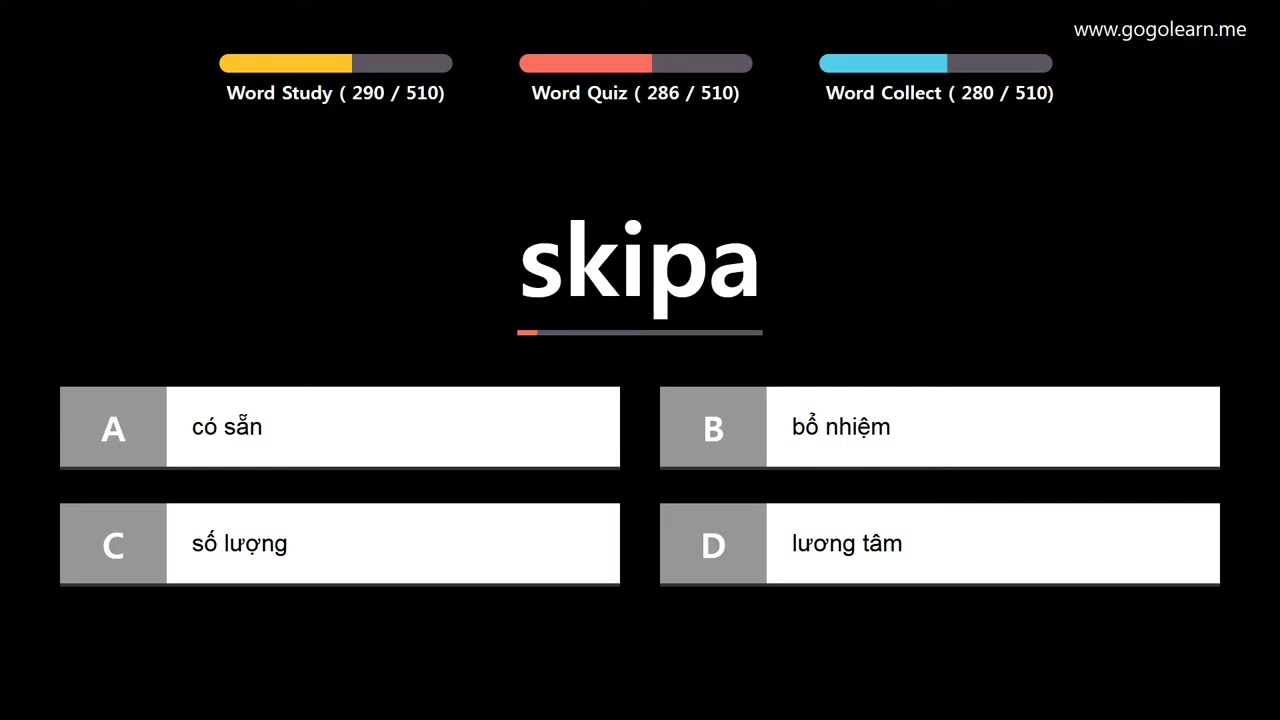 www.gogolearn.me
Word Study ( 290 / 510)
Word Quiz ( 286 / 510)
Word Collect ( 280 / 510)
skipa
A
có sẵn
B
bổ nhiệm
C
số lượng
D
lương tâm